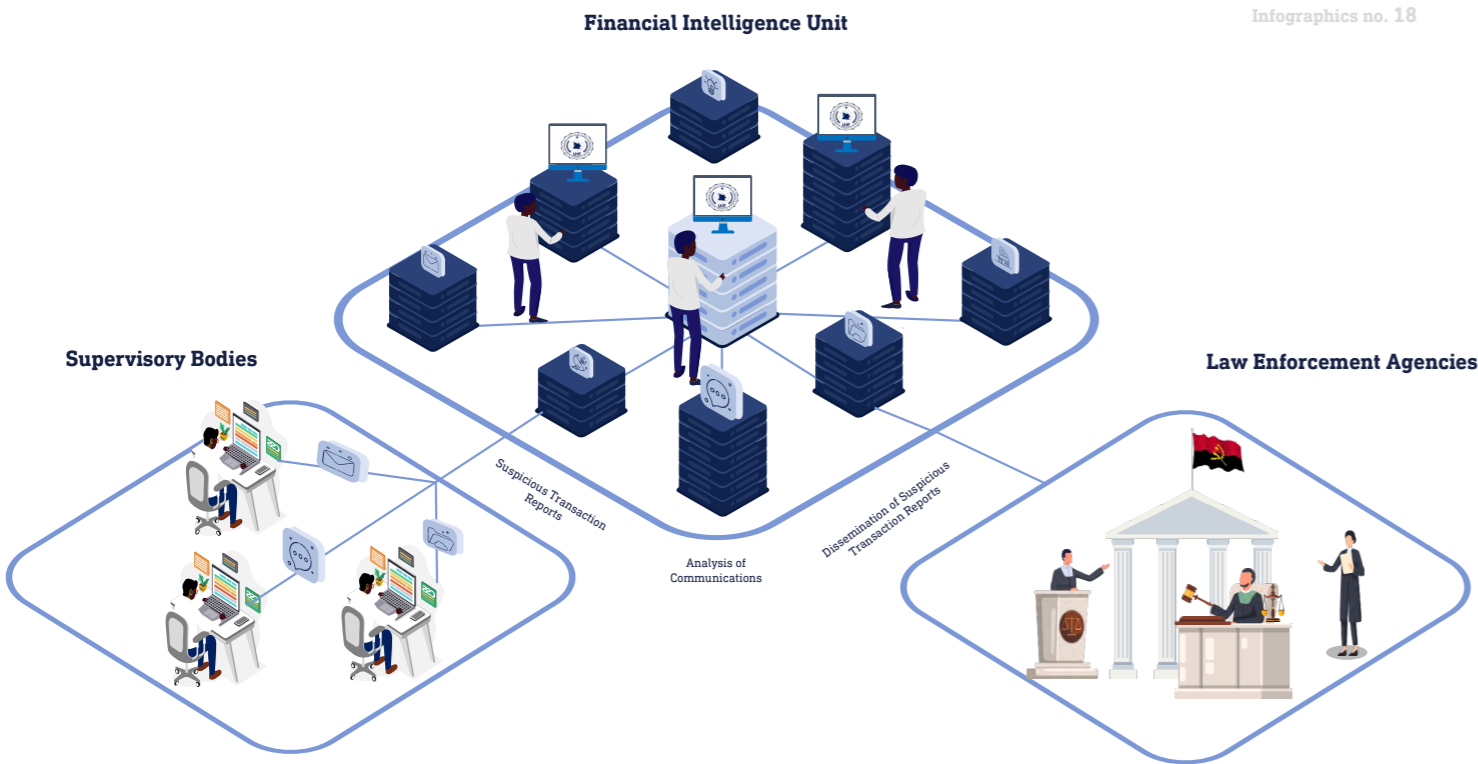 Infographics no. 18
Financial Intelligence Unit
Supervisory Bodies
Law Enforcement Agencies
Suspicious Transaction
Reports
Analysis of
Communications
Dissemination of Suspicious
Transaction Reports